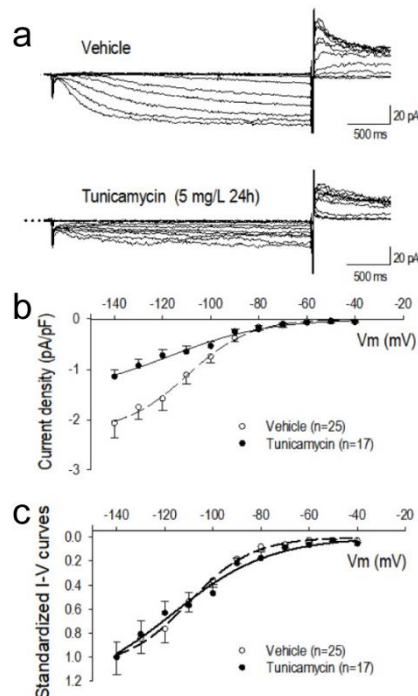 a
Vehicle
20 pA
500 ms
Tunicamycin (5 mg/L 24h)
20 pA
500 ms
b
-140 -120 -100 -80 -60 -40 -20
Vm (mV)
0
-1
-2
-3
Current density (pA/pF)
Vehicle (n=25)
Tunicamycin (n=17)
c
-140 -120 -100 -80 -60 -40 -20
Vm (mV)
0.0
0.2
0.4
0.6
0.8
1.0
1.2
Standardized I-V curves
Vehicle (n=25)
Tunicamycin (n=17)